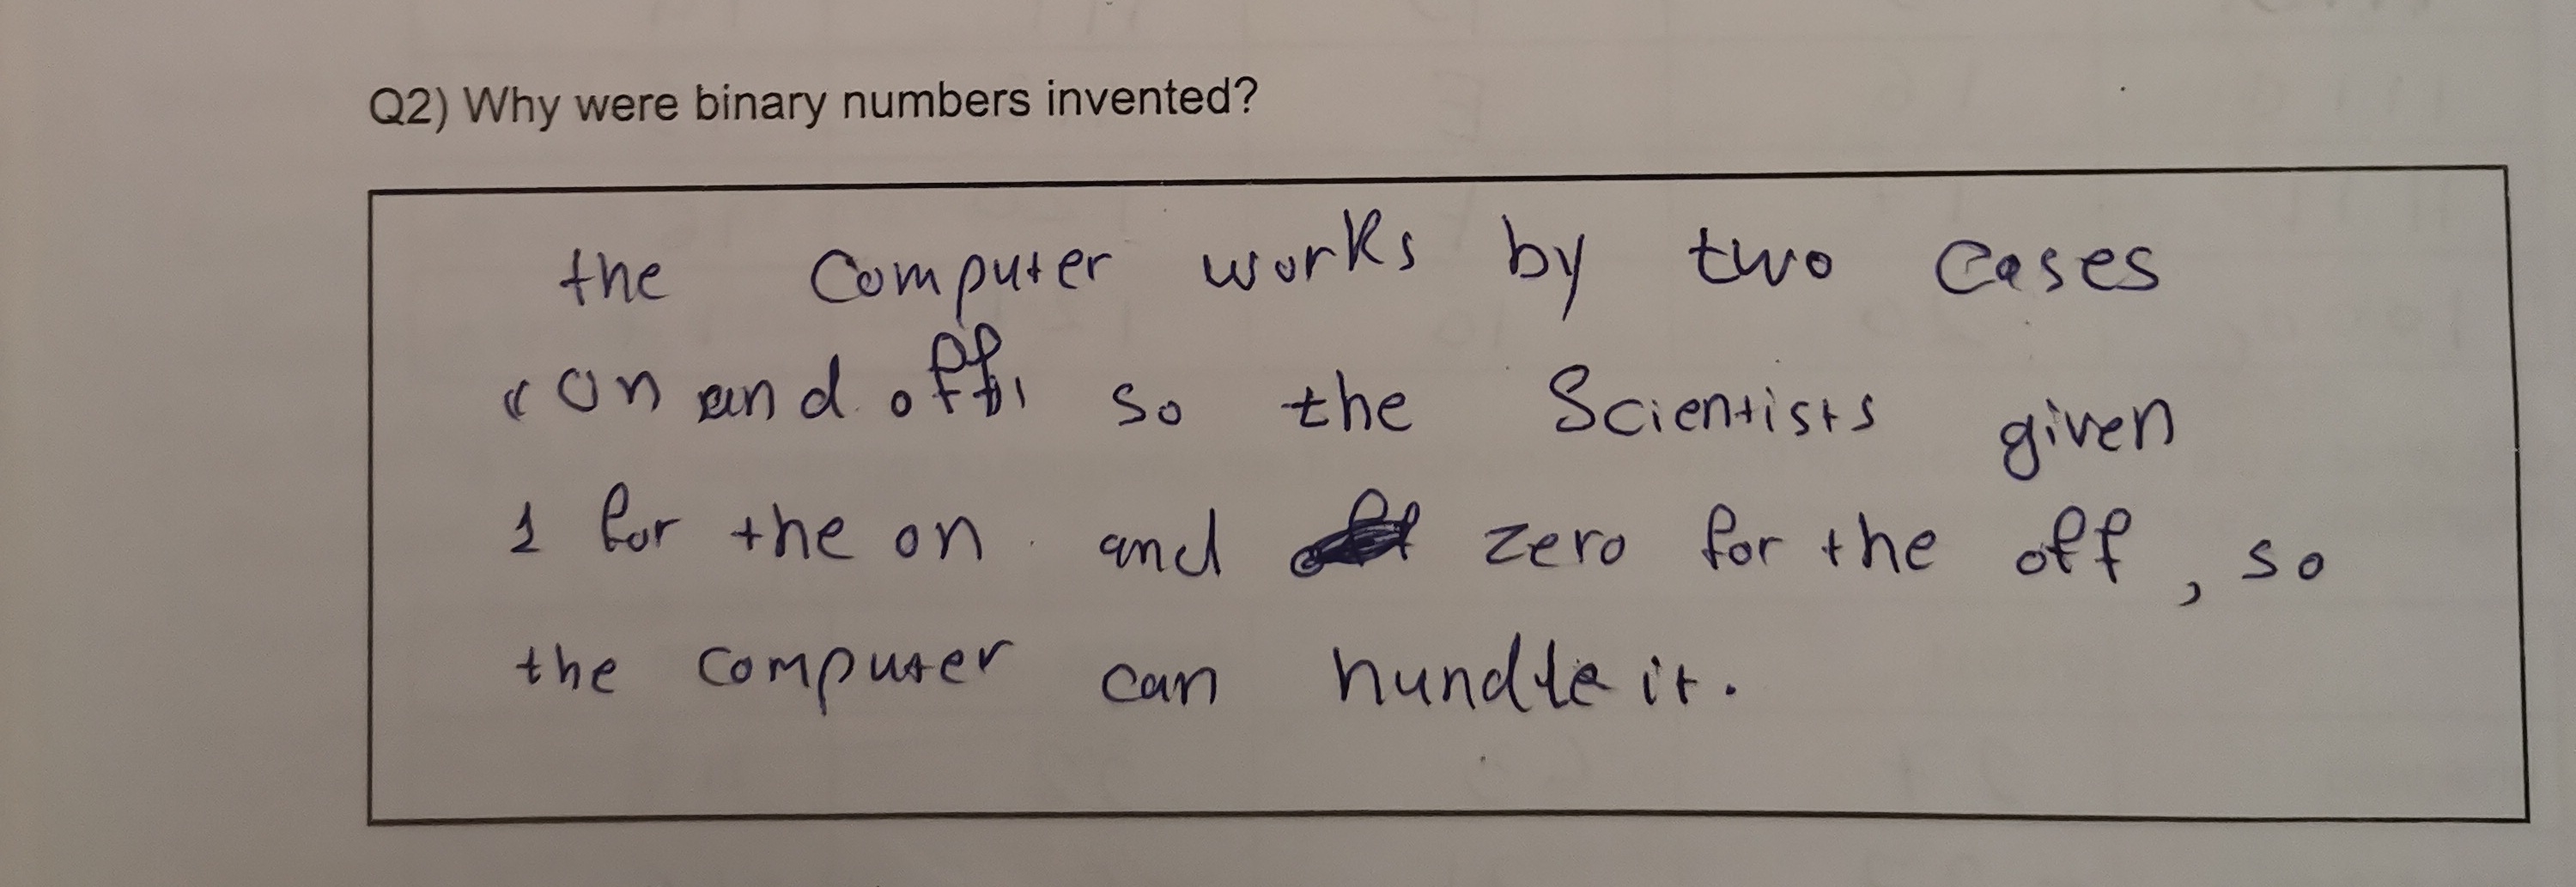 Q2) Why were binary numbers invented?
the Computer works by two cases
"on and off" so the Scientists given
1 for the on and zero for the off, so
the computer can hundle it.